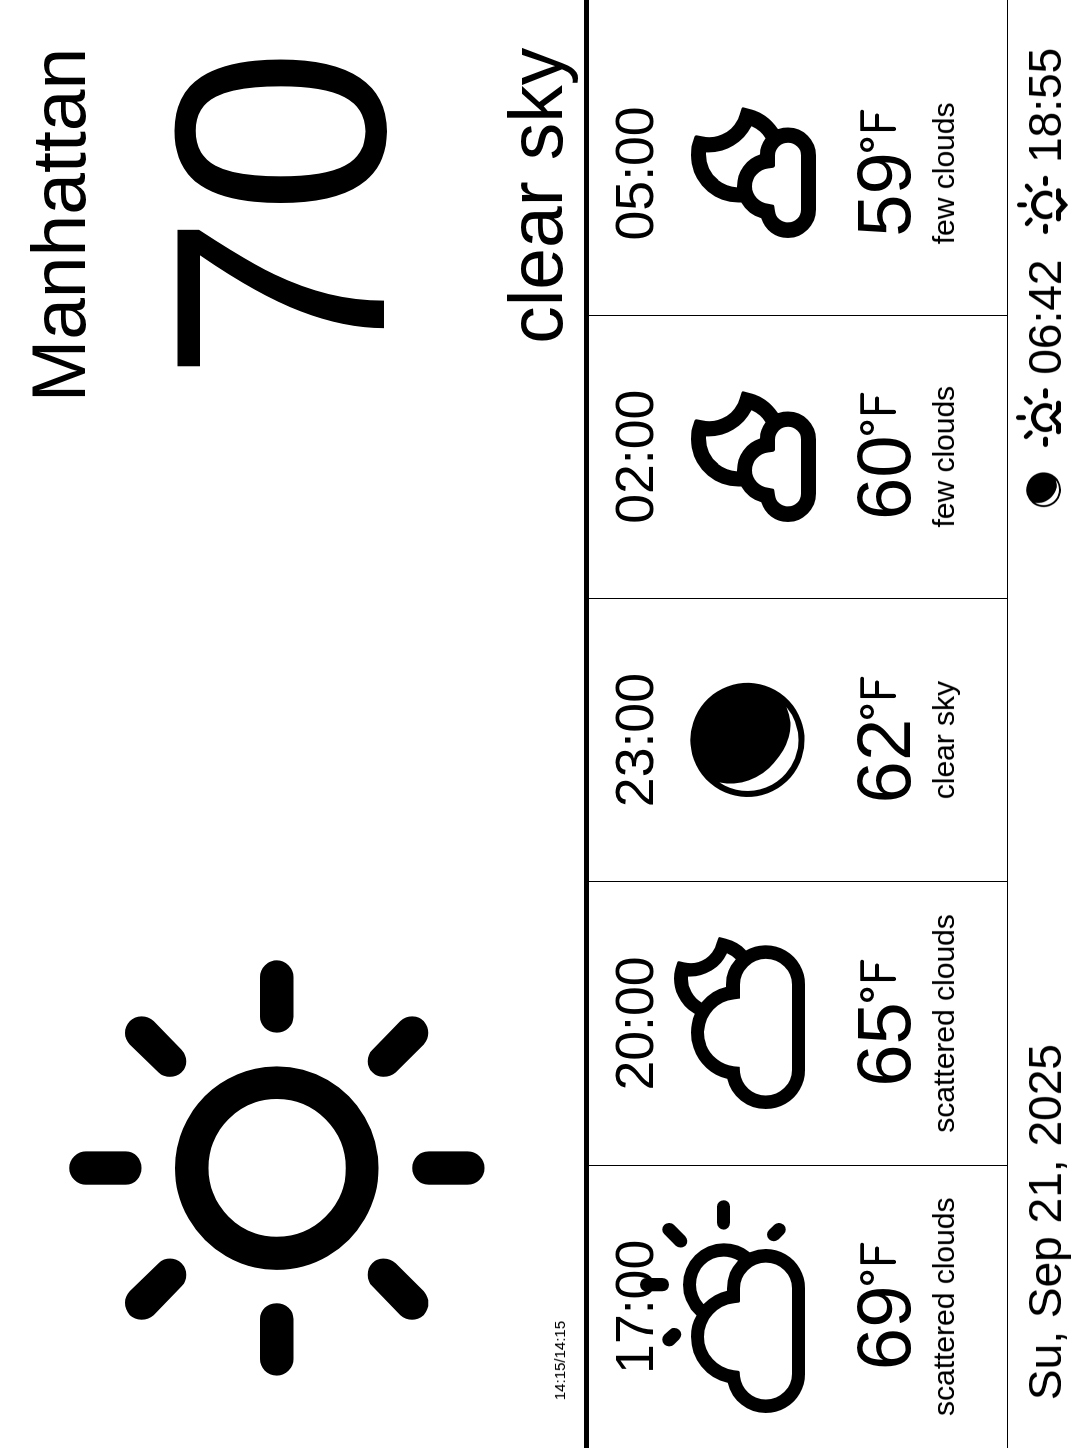 Manhattan
70
clear sky
14:15/14:15
17:00 20:00 23:00 02:00 05:00
69°F 65°F 62°F 60°F 59°F
scattered clouds scattered clouds clear sky few clouds few clouds
Su, Sep 21, 2025 06:42 18:55